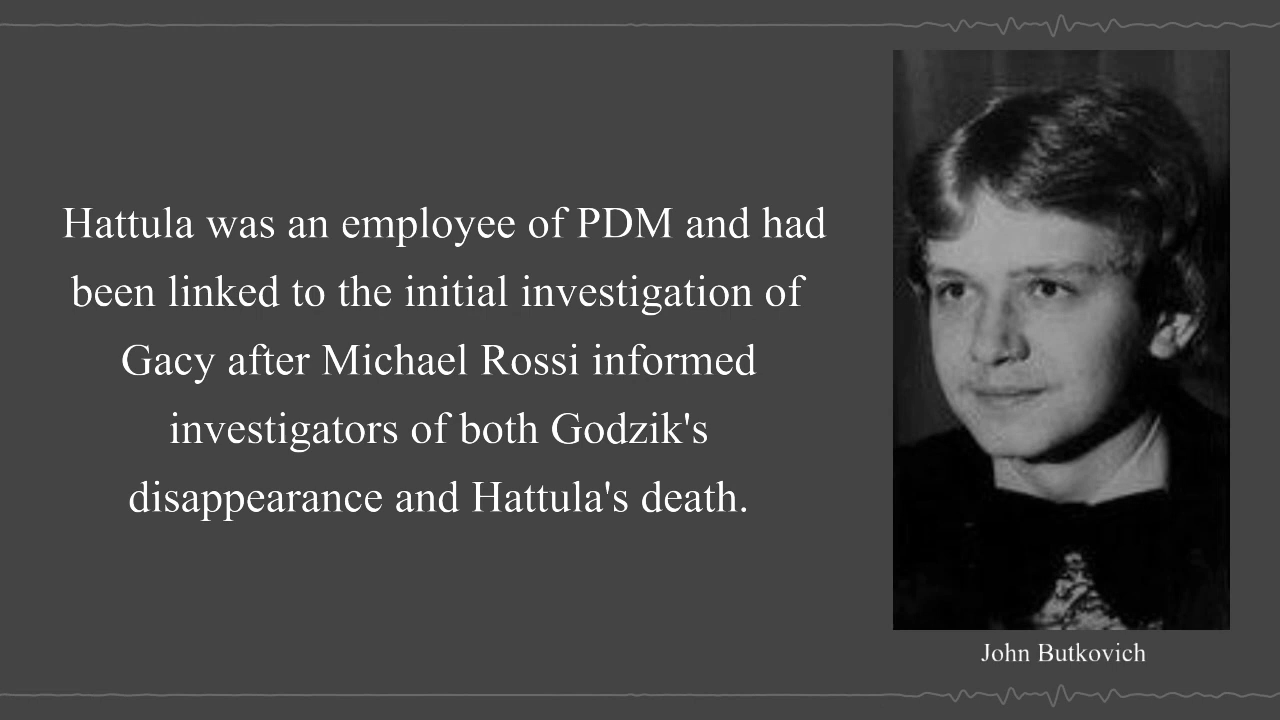 Hattula was an employee of PDM and had
been linked to the initial investigation of
Gacy after Michael Rossi informed
investigators of both Godzik's
disappearance and Hattula's death.
John Butkovich